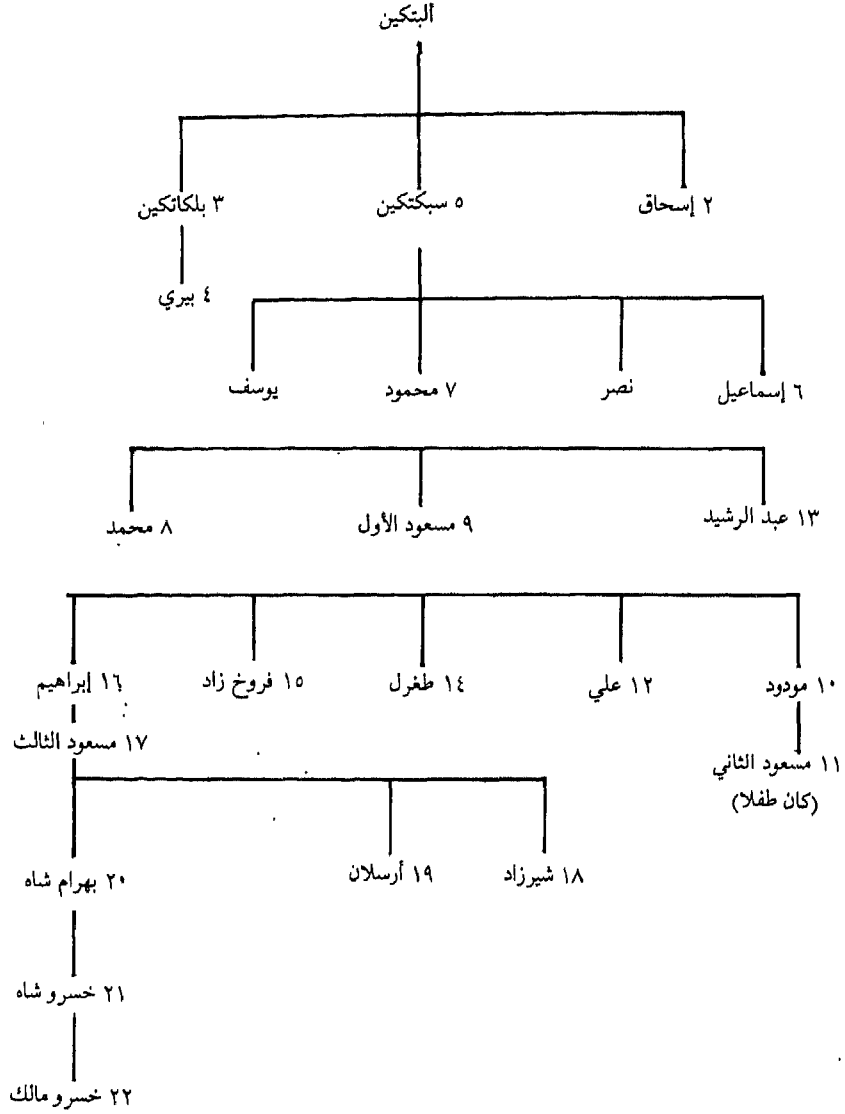 ألبتكين
٢ إسحاق
٥ سبكتكين
٣ بلكاتكين
٤ بيري
٦ إسماعيل
نصر
٧ محمود
يوسف
١٣ عبد الرشيد
٩ مسعود الأول
٨ محمد
١٠ مودود
١٢ علي
١٤ طغرل
١٥ فروخ زاد
١٦ إبراهيم
١١ مسعود الثاني
(كان طفلا)
١٧ مسعود الثالث
١٨ شيرزاد
١٩ أرسلان
٢٠ بهرام شاه
٢١ خسرو شاه
٢٢ خسرو مالك